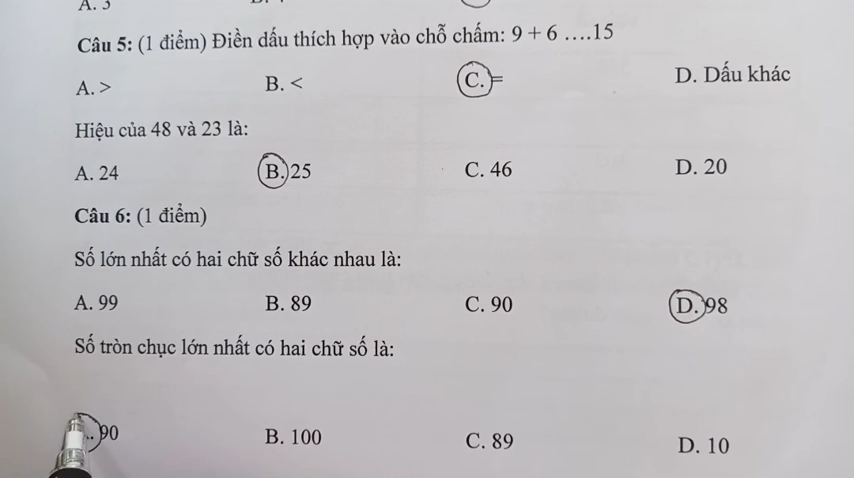 A. 3
Câu 5: (1 điểm) Điền dấu thích hợp vào chỗ chấm: 9 + 6 ….15
A. > B. < C. = D. Dấu khác
Hiệu của 48 và 23 là:
A. 24 B. 25 C. 46 D. 20
Câu 6: (1 điểm)
Số lớn nhất có hai chữ số khác nhau là:
A. 99 B. 89 C. 90 D. 98
Số tròn chục lớn nhất có hai chữ số là:
90 B. 100 C. 89 D. 10